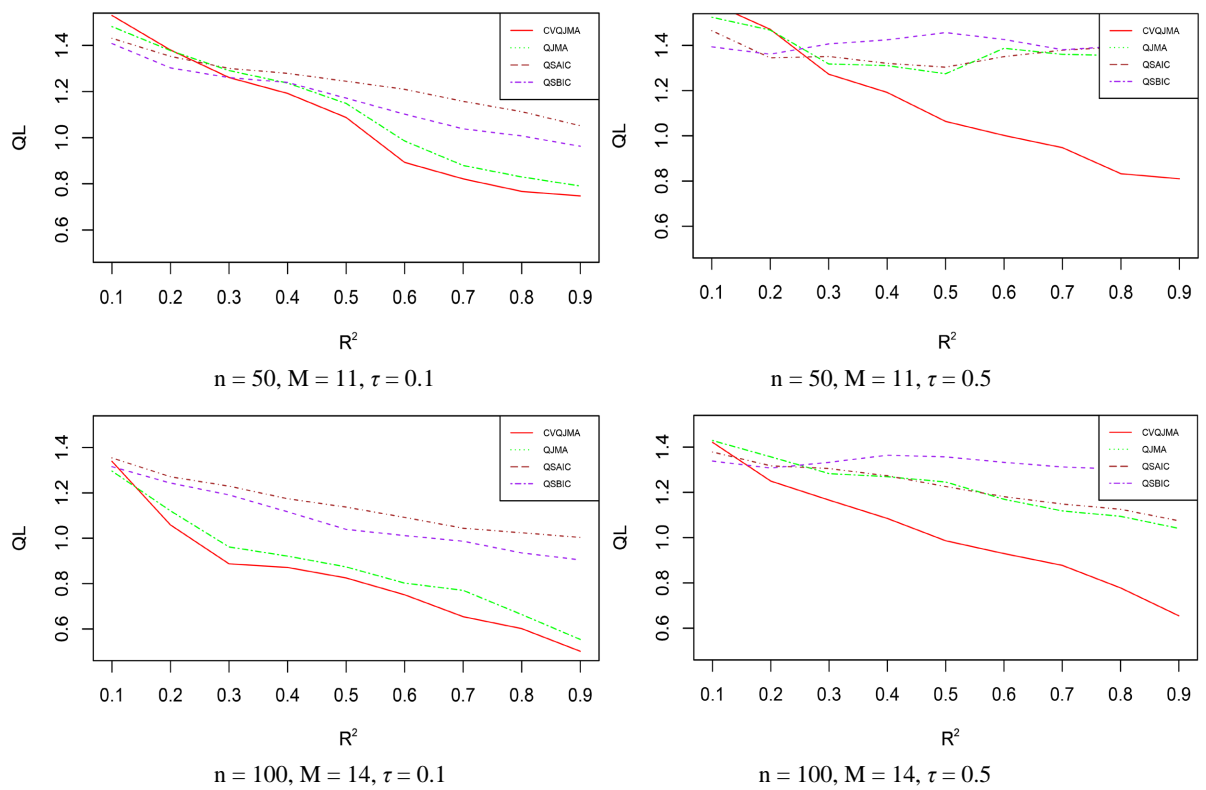 QL
1.4
1.2
1.0
0.8
0.6
CVQJMA
QJMA
QSAIC
QSBIC
0.1 0.2 0.3 0.4 0.5 0.6 0.7 0.8 0.9
R²
n = 50, M = 11, τ = 0.1
QL
1.4
1.2
1.0
0.8
0.6
CVQJMA
QJMA
QSAIC
QSBIC
0.1 0.2 0.3 0.4 0.5 0.6 0.7 0.8 0.9
R²
n = 50, M = 11, τ = 0.5
QL
1.4
1.2
1.0
0.8
0.6
CVQJMA
QJMA
QSAIC
QSBIC
0.1 0.2 0.3 0.4 0.5 0.6 0.7 0.8 0.9
R²
n = 100, M = 14, τ = 0.1
QL
1.4
1.2
1.0
0.8
0.6
CVQJMA
QJMA
QSAIC
QSBIC
0.1 0.2 0.3 0.4 0.5 0.6 0.7 0.8 0.9
R²
n = 100, M = 14, τ = 0.5